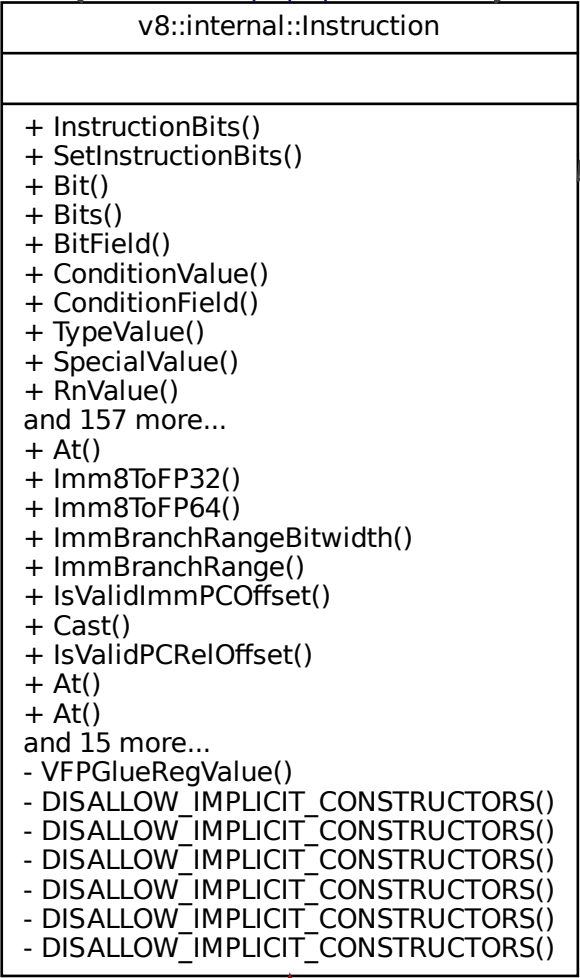 v8::internal::Instruction
+ InstructionBits()
+ SetInstructionBits()
+ Bit()
+ Bits()
+ BitField()
+ ConditionValue()
+ ConditionField()
+ TypeValue()
+ SpecialValue()
+ RnValue()
and 157 more...
+ At()
+ Imm8ToFP32()
+ Imm8ToFP64()
+ ImmBranchRangeBitwidth()
+ ImmBranchRange()
+ IsValidImmPCOffset()
+ Cast()
+ IsValidPCRelOffset()
+ At()
+ At()
and 15 more...
- VFPGlueRegValue()
- DISALLOW_IMPLICIT_CONSTRUCTORS()
- DISALLOW_IMPLICIT_CONSTRUCTORS()
- DISALLOW_IMPLICIT_CONSTRUCTORS()
- DISALLOW_IMPLICIT_CONSTRUCTORS()
- DISALLOW_IMPLICIT_CONSTRUCTORS()
- DISALLOW_IMPLICIT_CONSTRUCTORS()